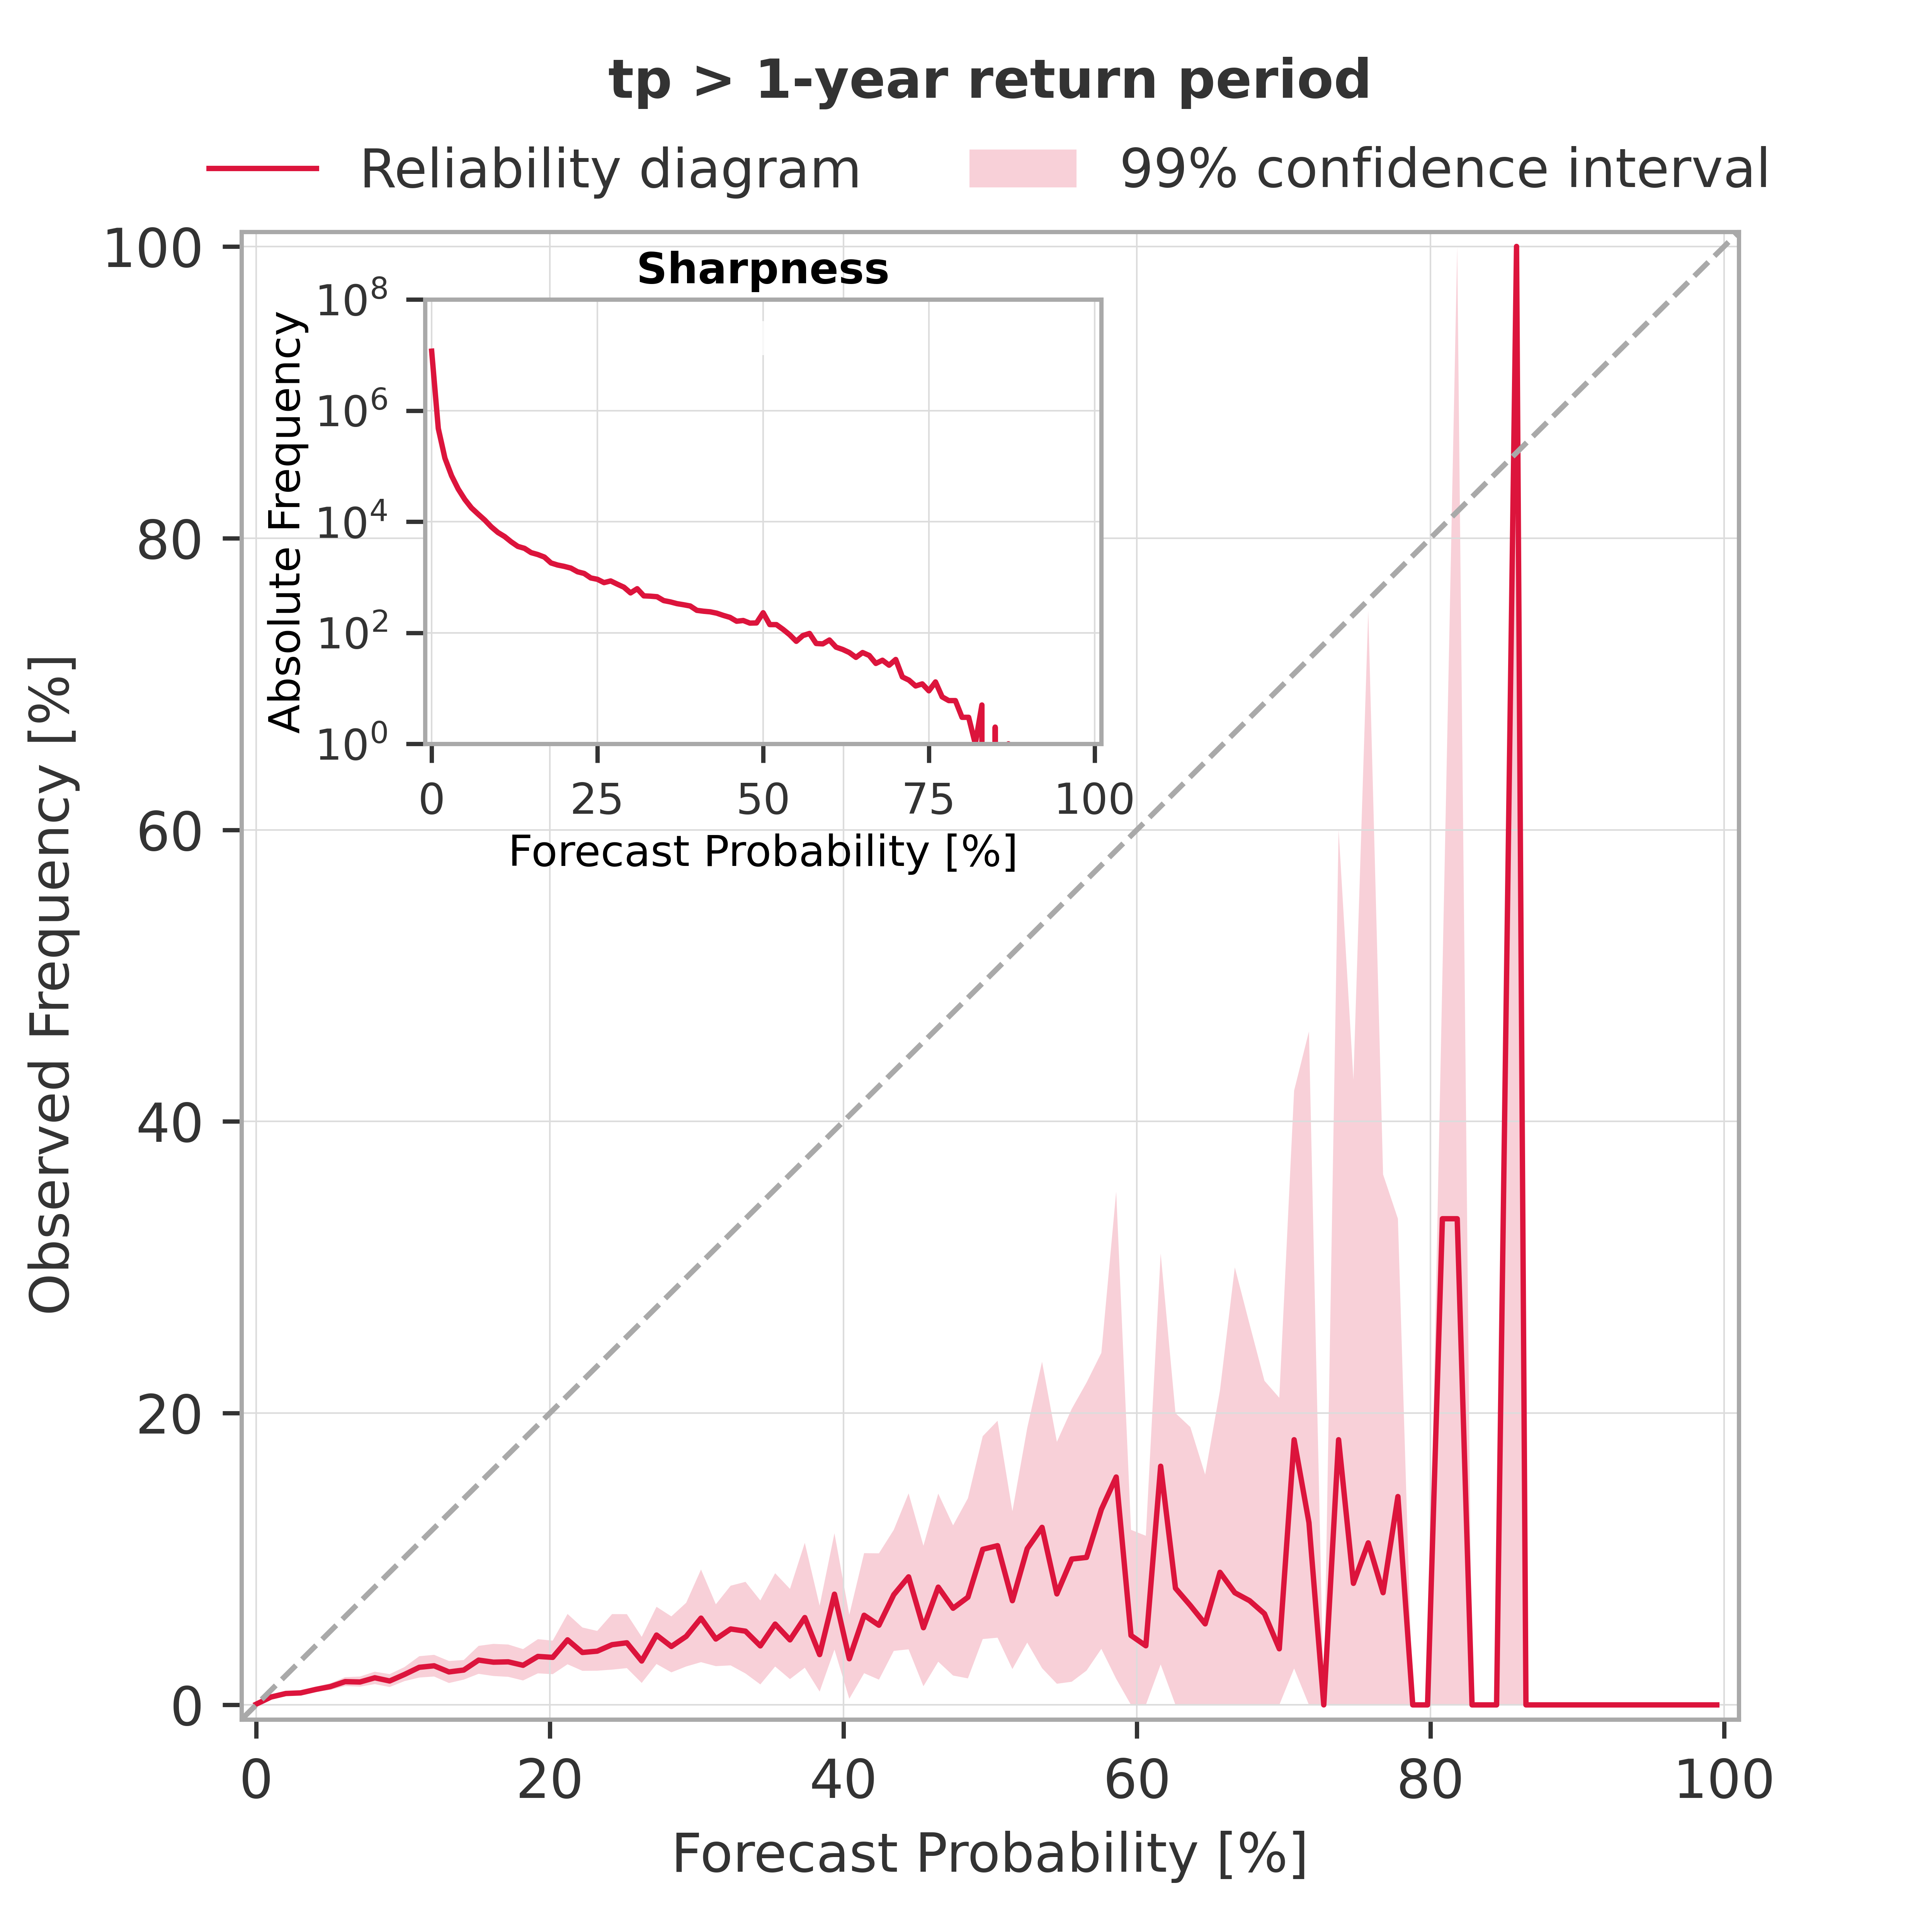 tp > 1-year return period
Reliability diagram 99% confidence interval
Sharpness
Absolute Frequency
10⁸
10⁶
10⁴
10²
10⁰
0 25 50 75 100
Forecast Probability [%]
Observed Frequency [%]
100
80
60
40
20
0
0 20 40 60 80 100
Forecast Probability [%]